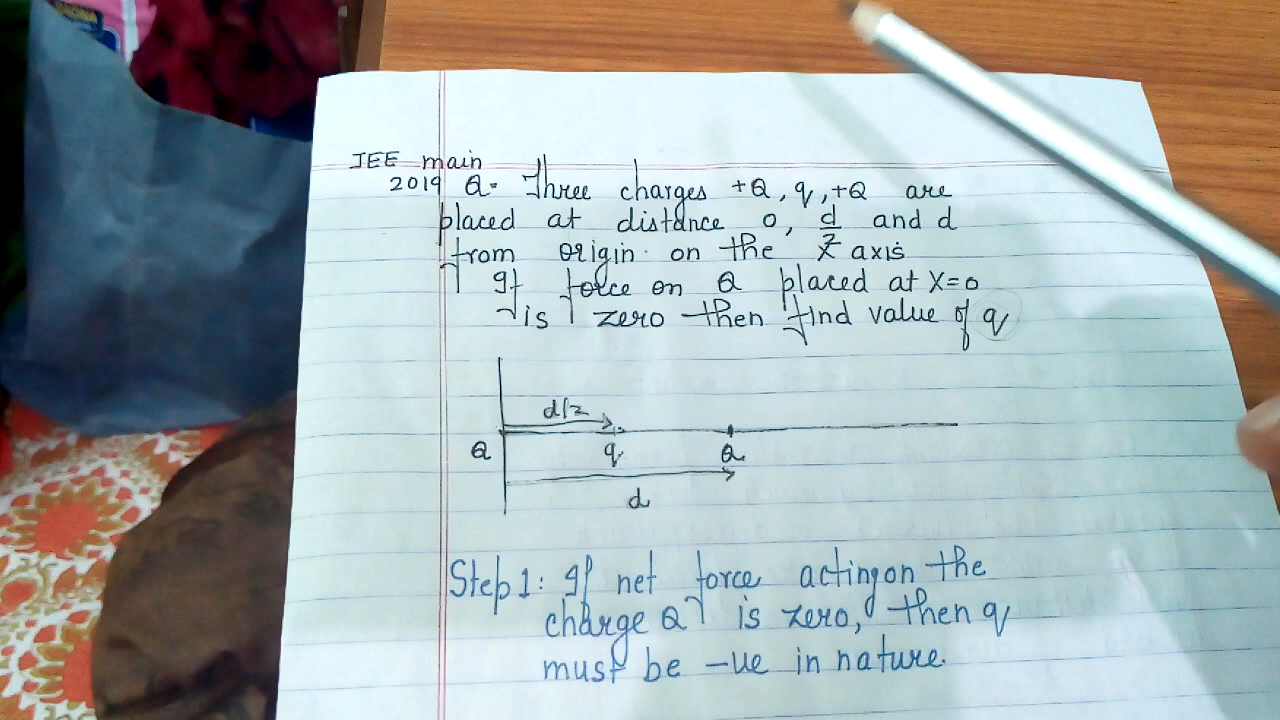 JEE main
2019 Q. Three charges +Q, q, +Q are
placed at distance 0, d/2 and d
from origin. on the X axis
If force on Q placed at X=0
is zero then find value of q
d/2
Q q Q
d
Step 1: If net force acting on the
charge Q is zero, then q
must be -ve in nature.